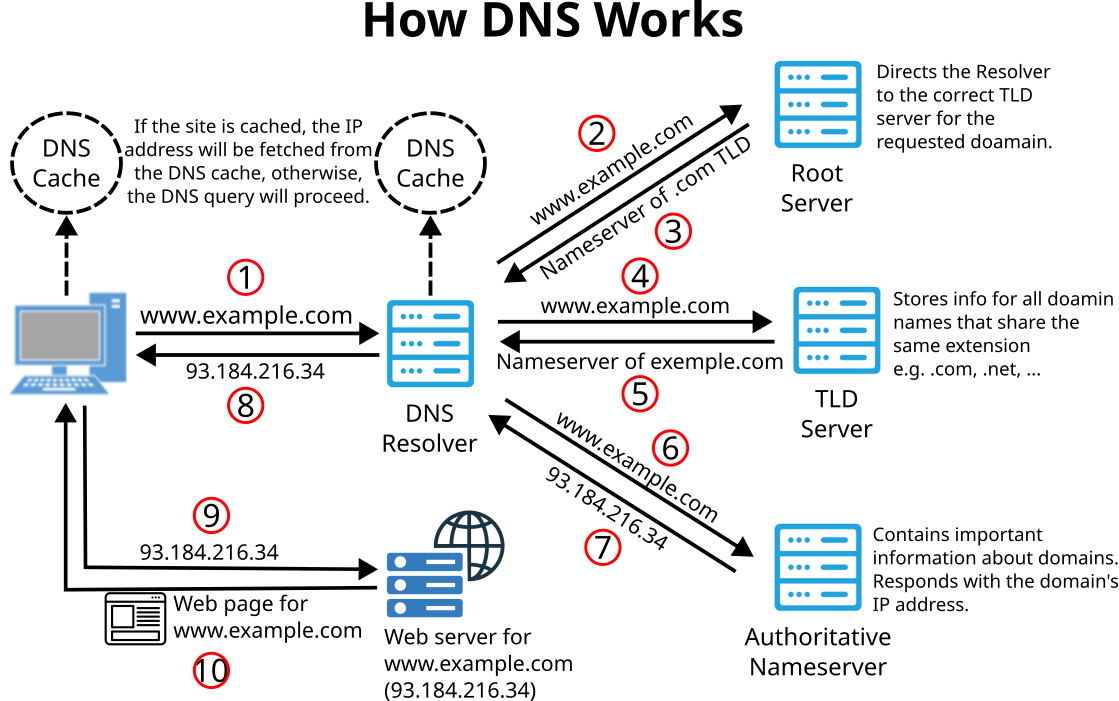 How DNS Works
DNS
Cache
If the site is cached, the IP
address will be fetched from
the DNS cache, otherwise,
the DNS query will proceed.
DNS
Cache
2
www.example.com
Nameserver of .com TLD
3
Root
Server
Directs the Resolver
to the correct TLD
server for the
requested doamain.
1
www.example.com
93.184.216.34
8
DNS
Resolver
4
www.example.com
Nameserver of exemple.com
5
TLD
Server
Stores info for all doamin
names that share the
same extension
e.g. .com, .net, ...
6
www.example.com
93.184.216.34
7
Authoritative
Nameserver
Contains important
information about domains.
Responds with the domain's
IP address.
9
93.184.216.34
Web page for
www.example.com
10
Web server for
www.example.com
(93.184.216.34)